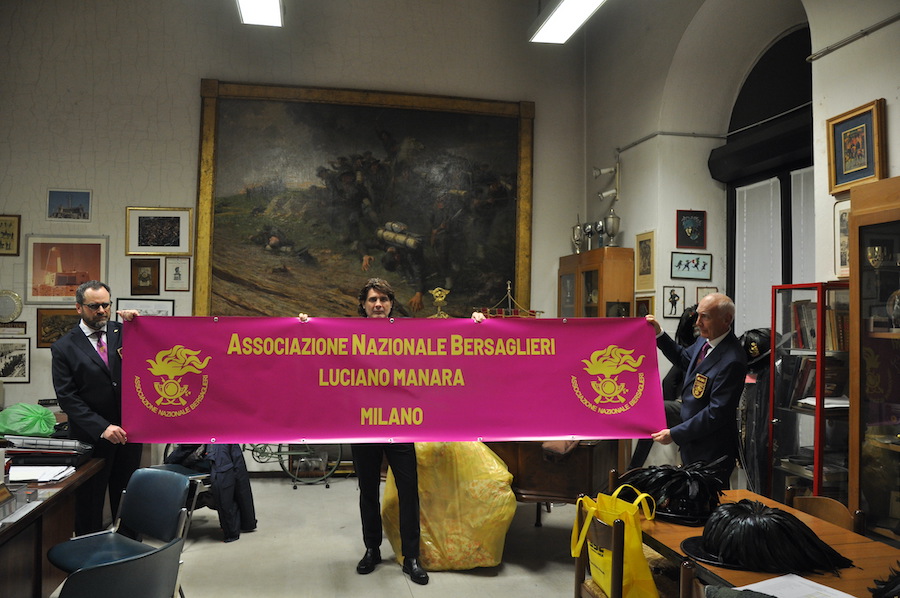 ASSOCIAZIONE NAZIONALE BERSAGLIERI
LUCIANO MANARA
MILANO
ASSOCIAZIONE NAZIONALE BERSAGLIERI
ASSOCIAZIONE NAZIONALE BERSAGLIERI